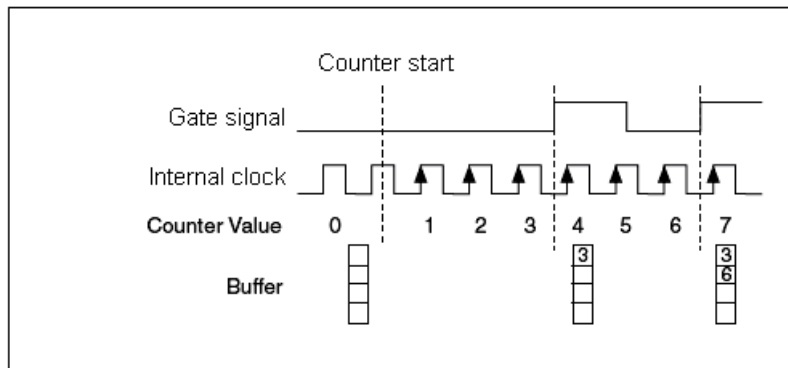 Counter start
Gate signal
Internal clock
Counter Value 0 1 2 3 4 5 6 7
3 3
Buffer 6